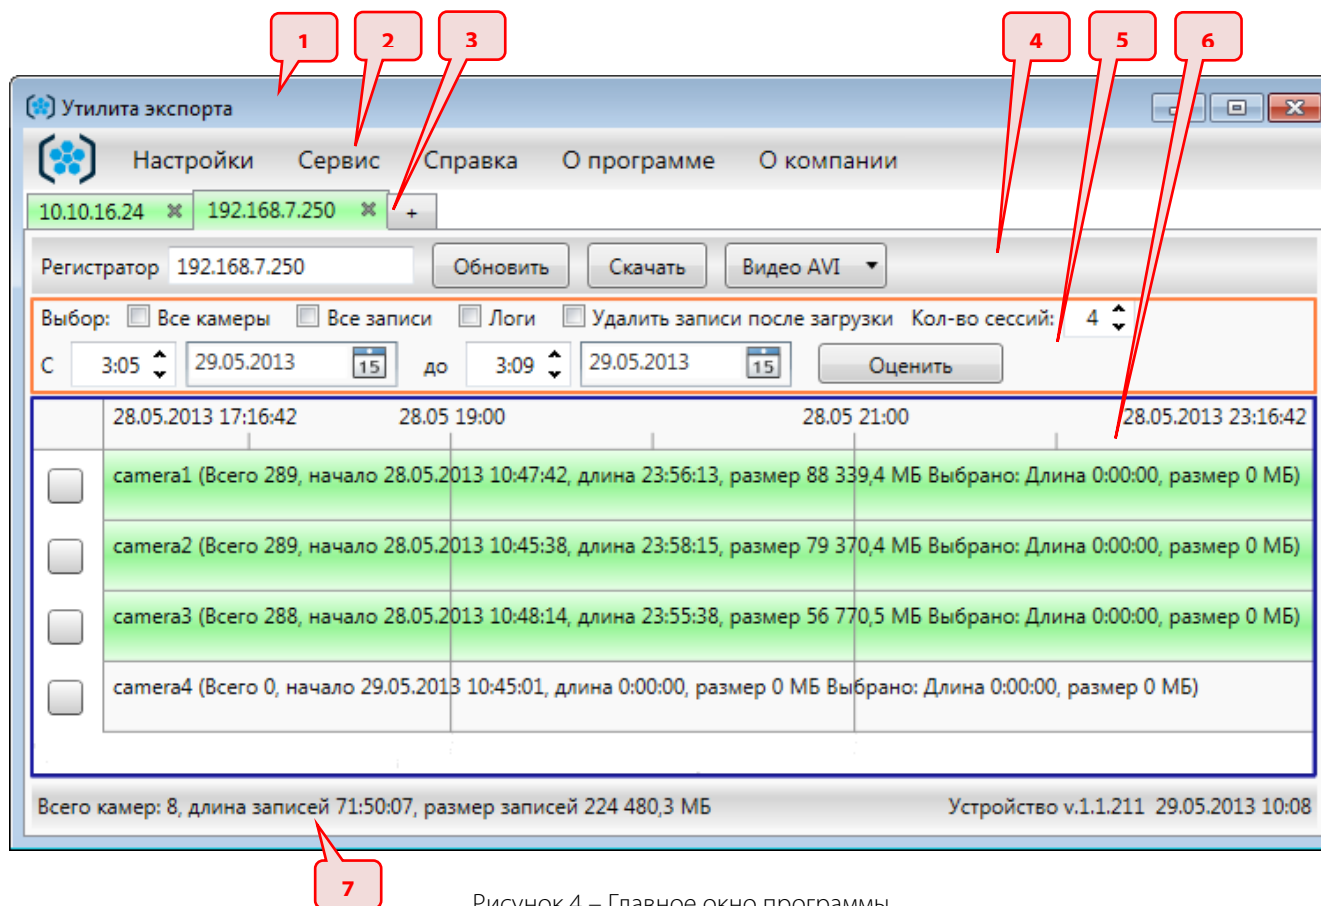 1 2 3 4 5 6
Утилита экспорта
Настройки Сервис Справка О программе О компании
10.10.16.24 192.168.7.250 +
Регистратор 192.168.7.250 Обновить Скачать Видео AVI
Выбор: Все камеры Все записи Логи Удалить записи после загрузки Кол-во сессий: 4
С 3:05 29.05.2013 15 до 3:09 29.05.2013 15 Оценить
28.05.2013 17:16:42 28.05 19:00 28.05 21:00 28.05.2013 23:16:42
camera1 (Всего 289, начало 28.05.2013 10:47:42, длина 23:56:13, размер 88 339,4 МБ Выбрано: Длина 0:00:00, размер 0 МБ)
camera2 (Всего 289, начало 28.05.2013 10:45:38, длина 23:58:15, размер 79 370,4 МБ Выбрано: Длина 0:00:00, размер 0 МБ)
camera3 (Всего 288, начало 28.05.2013 10:48:14, длина 23:55:38, размер 56 770,5 МБ Выбрано: Длина 0:00:00, размер 0 МБ)
camera4 (Всего 0, начало 29.05.2013 10:45:01, длина 0:00:00, размер 0 МБ Выбрано: Длина 0:00:00, размер 0 МБ)
Всего камер: 8, длина записей 71:50:07, размер записей 224 480,3 МБ Устройство v.1.1.211 29.05.2013 10:08
7
Рисунок 4 – Главное окно программы